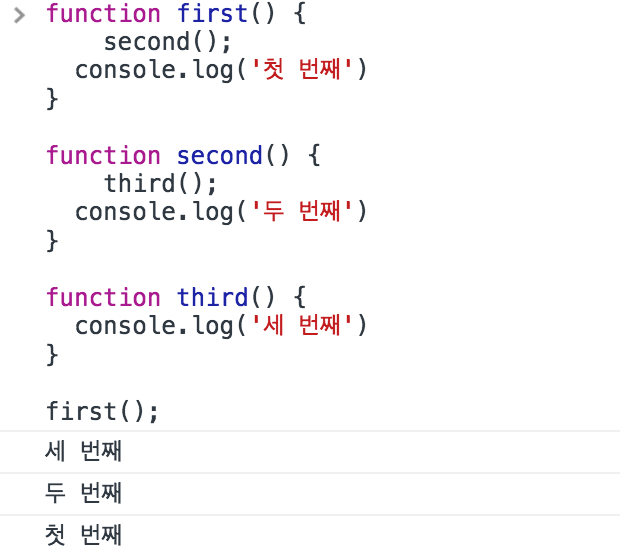 > function first() {
    second();
  console.log('첫 번째')
}
function second() {
    third();
  console.log('두 번째')
}
function third() {
  console.log('세 번째')
}
first();
세 번째
두 번째
첫 번째